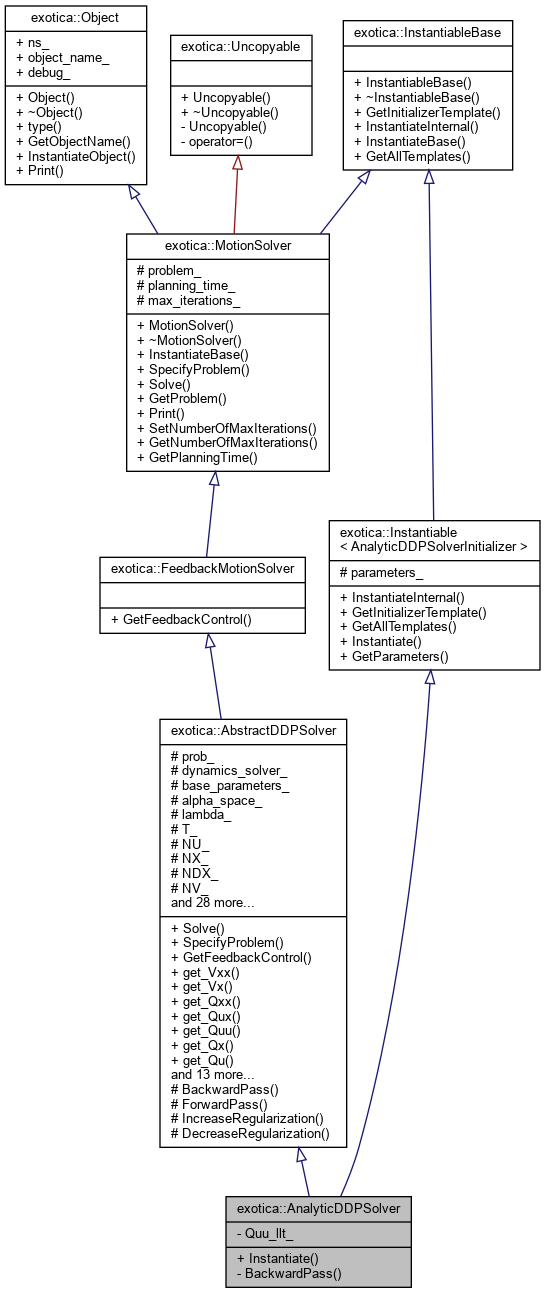 exotica::Object
+ ns_
+ object_name_
+ debug_
+ Object()
+ ~Object()
+ type()
+ GetObjectName()
+ InstantiateObject()
+ Print()
exotica::Uncopyable
+ Uncopyable()
+ ~Uncopyable()
- Uncopyable()
- operator=()
exotica::InstantiableBase
+ InstantiableBase()
+ ~InstantiableBase()
+ GetInitializerTemplate()
+ InstantiateInternal()
+ InstantiateBase()
+ GetAllTemplates()
exotica::MotionSolver
# problem_
# planning_time_
# max_iterations_
+ MotionSolver()
+ ~MotionSolver()
+ InstantiateBase()
+ SpecifyProblem()
+ Solve()
+ GetProblem()
+ Print()
+ SetNumberOfMaxIterations()
+ GetNumberOfMaxIterations()
+ GetPlanningTime()
exotica::Instantiable
< AnalyticDDPSolverInitializer >
# parameters_
+ InstantiateInternal()
+ GetInitializerTemplate()
+ GetAllTemplates()
+ Instantiate()
+ GetParameters()
exotica::FeedbackMotionSolver
+ GetFeedbackControl()
exotica::AbstractDDPSolver
# prob_
# dynamics_solver_
# base_parameters_
# alpha_space_
# lambda_
# T_
# NU_
# NX_
# NDX_
# NV_
and 28 more...
+ Solve()
+ SpecifyProblem()
+ GetFeedbackControl()
+ get_Vxx()
+ get_Vx()
+ get_Qxx()
+ get_Qux()
+ get_Quu()
+ get_Qx()
+ get_Qu()
and 13 more...
# BackwardPass()
# ForwardPass()
# IncreaseRegularization()
# DecreaseRegularization()
exotica::AnalyticDDPSolver
- Quu_llt_
+ Instantiate()
- BackwardPass()